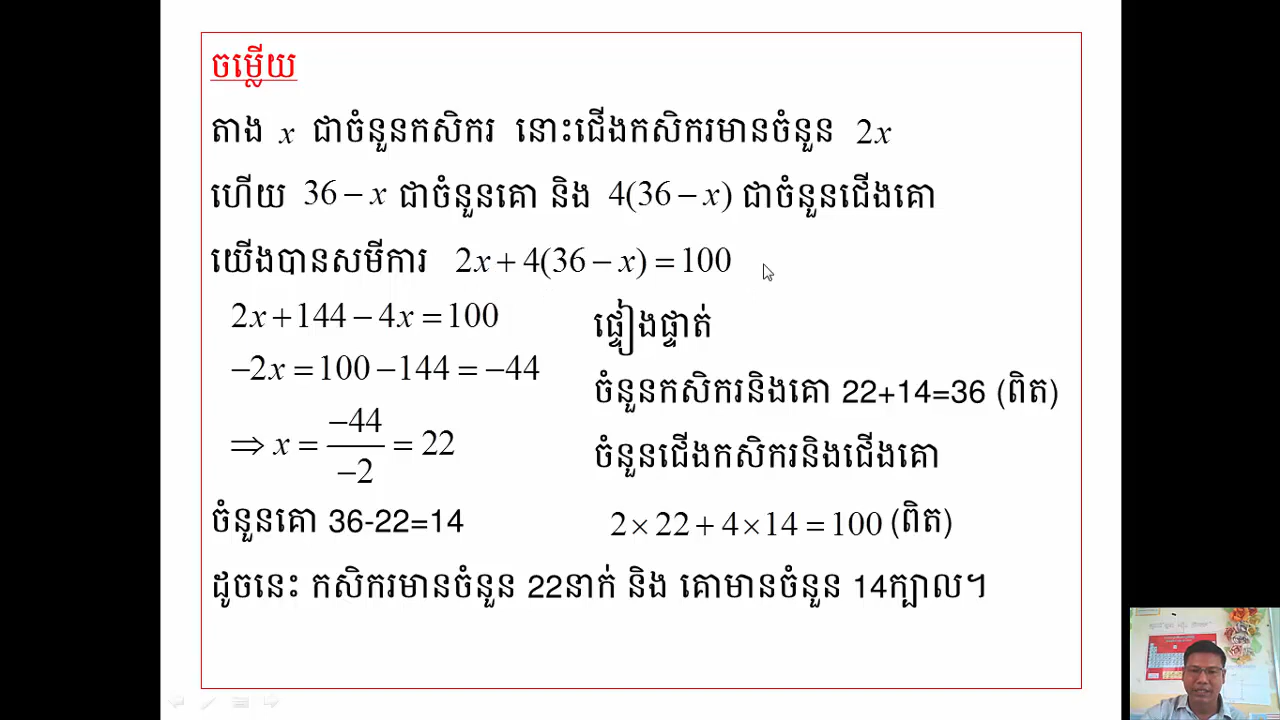 ចម្លើយ
តាង x ជាចំនួនកសិករ នោះជើងកសិករមានចំនួន 2x
ហើយ 36 − x ជាចំនួនគោ និង 4(36 − x) ជាចំនួនជើងគោ
យើងបានសមីការ 2x + 4(36 − x) = 100
2x + 144 − 4x = 100
−2x = 100 − 144 = −44
⇒ x = −44/−2 = 22
ចំនួនគោ 36-22=14
ផ្ទៀងផ្ទាត់
ចំនួនកសិករនិងគោ 22+14=36 (ពិត)
ចំនួនជើងកសិករនិងជើងគោ
2 × 22 + 4 × 14 = 100 (ពិត)
ដូចនេះ កសិករមានចំនួន 22នាក់ និង គោមានចំនួន 14ក្បាល។